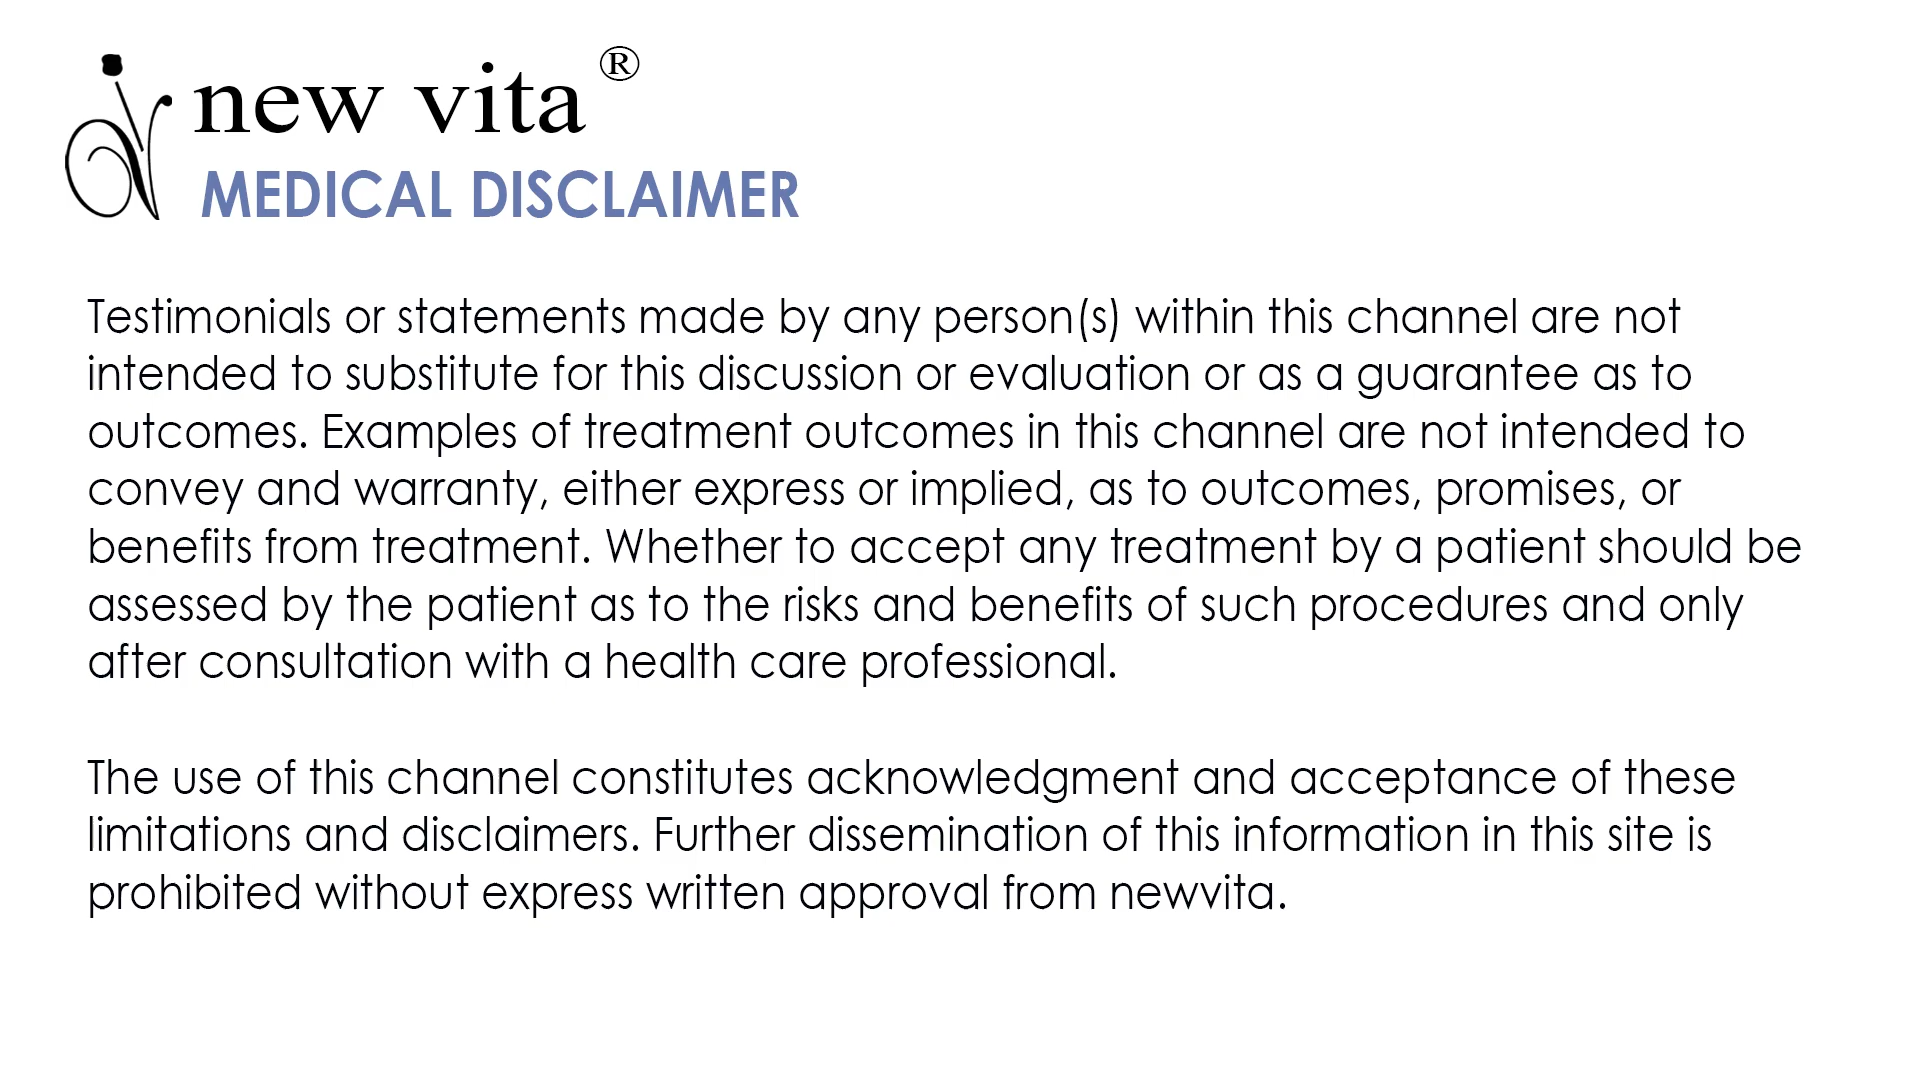 new vita ®
MEDICAL DISCLAIMER
Testimonials or statements made by any person(s) within this channel are not
intended to substitute for this discussion or evaluation or as a guarantee as to
outcomes. Examples of treatment outcomes in this channel are not intended to
convey and warranty, either express or implied, as to outcomes, promises, or
benefits from treatment. Whether to accept any treatment by a patient should be
assessed by the patient as to the risks and benefits of such procedures and only
after consultation with a health care professional.
The use of this channel constitutes acknowledgment and acceptance of these
limitations and disclaimers. Further dissemination of this information in this site is
prohibited without express written approval from newvita.